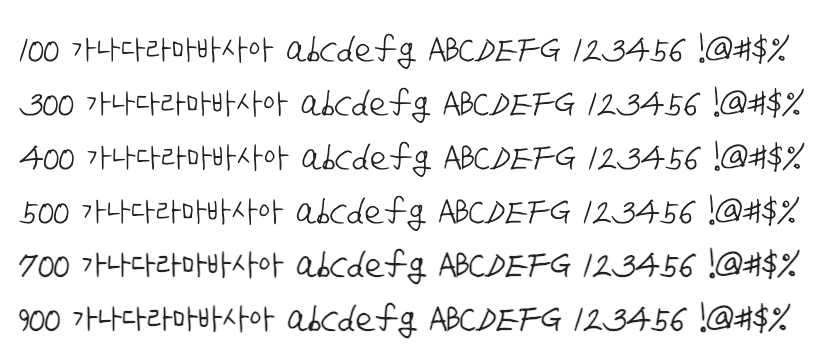 100 가나다라마바사아 abcdefg ABCDEFG 123456 !@#$%
300 가나다라마바사아 abcdefg ABCDEFG 123456 !@#$%
400 가나다라마바사아 abcdefg ABCDEFG 123456 !@#$%
500 가나다라마바사아 abcdefg ABCDEFG 123456 !@#$%
700 가나다라마바사아 abcdefg ABCDEFG 123456 !@#$%
900 가나다라마바사아 abcdefg ABCDEFG 123456 !@#$%